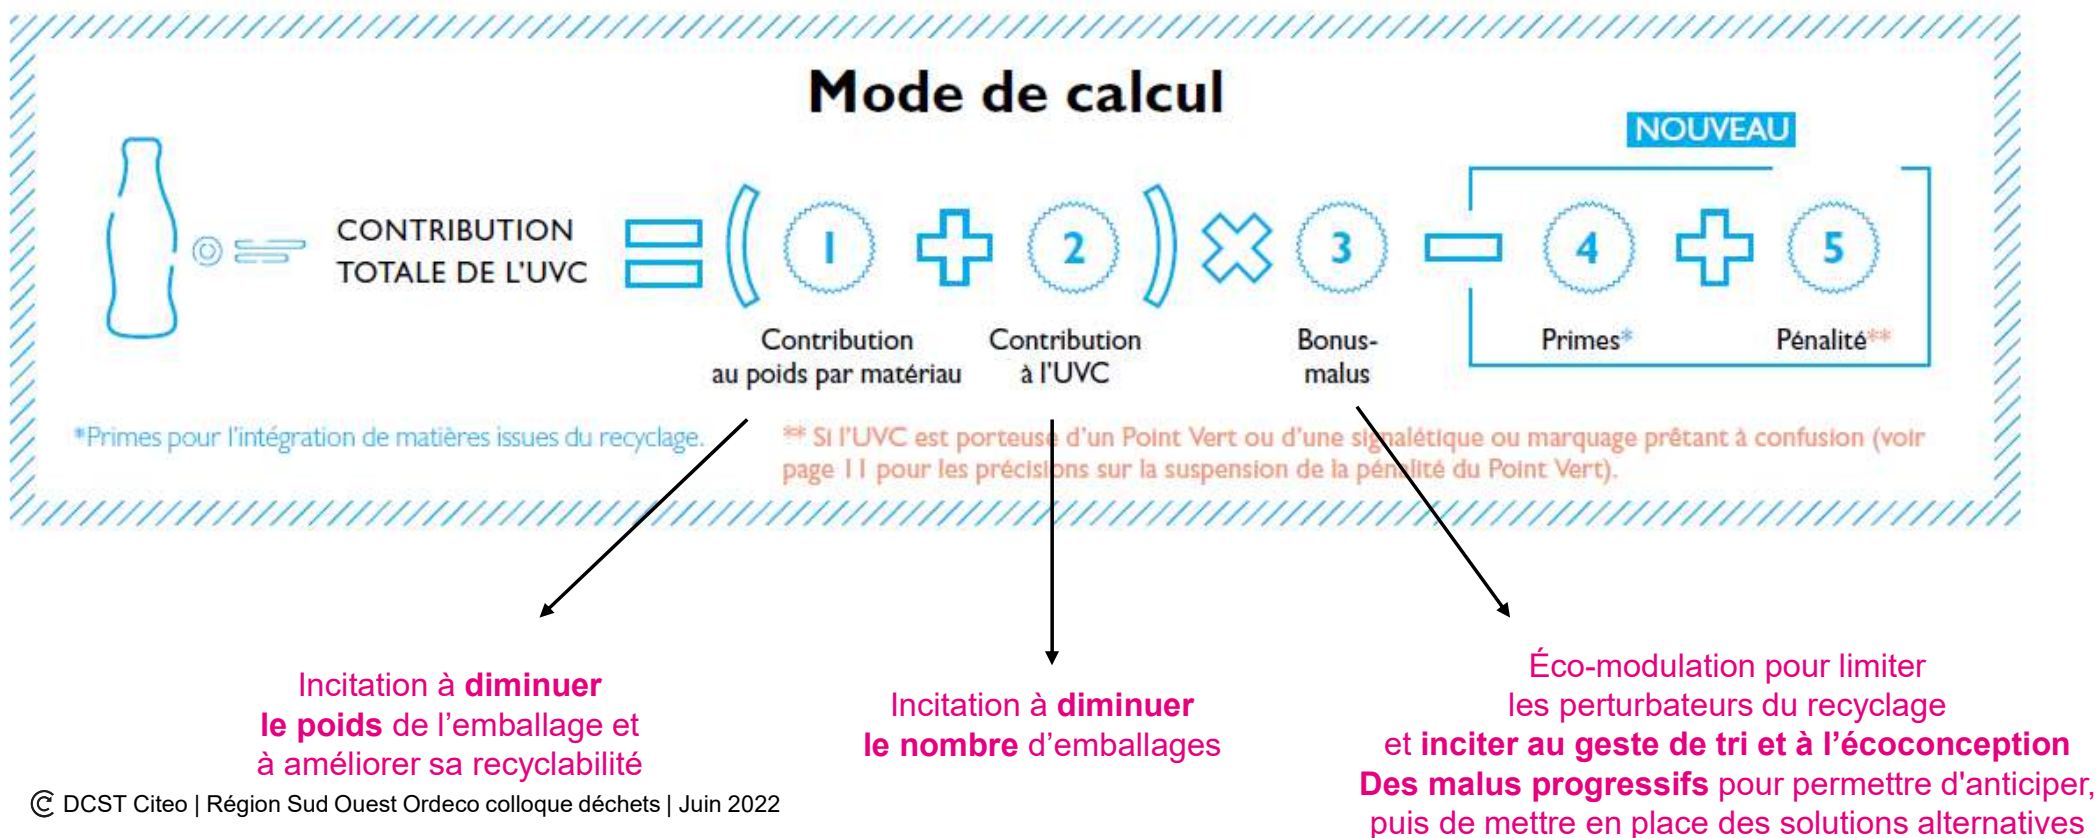 Mode de calcul
NOUVEAU
CONTRIBUTION
TOTALE DE L'UVC
1
2
3
4
5
Contribution
au poids par matériau
Contribution
à l'UVC
Bonus-
malus
Primes*
Pénalité**
*Primes pour l'intégration de matières issues du recyclage.
** Si l'UVC est porteuse d'un Point Vert ou d'une signalétique ou marquage prêtant à confusion (voir
page 11 pour les précisions sur la suspension de la pénalité du Point Vert).
Incitation à diminuer
le poids de l’emballage et
à améliorer sa recyclabilité
Incitation à diminuer
le nombre d’emballages
Éco-modulation pour limiter
les perturbateurs du recyclage
et inciter au geste de tri et à l’écoconception
Des malus progressifs pour permettre d'anticiper,
puis de mettre en place des solutions alternatives
DCST Citeo | Région Sud Ouest Ordeco colloque déchets | Juin 2022